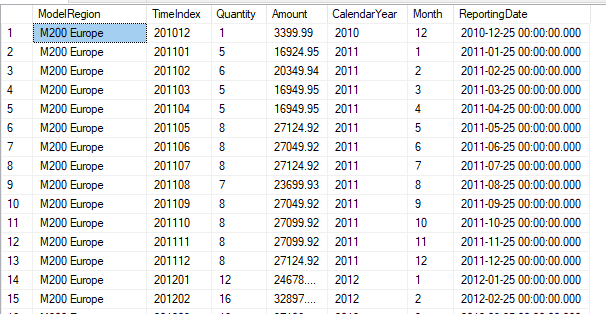 ModelRegion TimeIndex Quantity Amount CalendarYear Month ReportingDate
1 M200 Europe 201012 1 3399.99 2010 12 2010-12-25 00:00:00.000
2 M200 Europe 201101 5 16924.95 2011 1 2011-01-25 00:00:00.000
3 M200 Europe 201102 6 20349.94 2011 2 2011-02-25 00:00:00.000
4 M200 Europe 201103 5 16949.95 2011 3 2011-03-25 00:00:00.000
5 M200 Europe 201104 5 16949.95 2011 4 2011-04-25 00:00:00.000
6 M200 Europe 201105 8 27124.92 2011 5 2011-05-25 00:00:00.000
7 M200 Europe 201106 8 27049.92 2011 6 2011-06-25 00:00:00.000
8 M200 Europe 201107 8 27124.92 2011 7 2011-07-25 00:00:00.000
9 M200 Europe 201108 7 23699.93 2011 8 2011-08-25 00:00:00.000
10 M200 Europe 201109 8 27049.92 2011 9 2011-09-25 00:00:00.000
11 M200 Europe 201110 8 27099.92 2011 10 2011-10-25 00:00:00.000
12 M200 Europe 201111 8 27099.92 2011 11 2011-11-25 00:00:00.000
13 M200 Europe 201112 8 27124.92 2011 12 2011-12-25 00:00:00.000
14 M200 Europe 201201 12 24678.... 2012 1 2012-01-25 00:00:00.000
15 M200 Europe 201202 16 32897.... 2012 2 2012-02-25 00:00:00.000